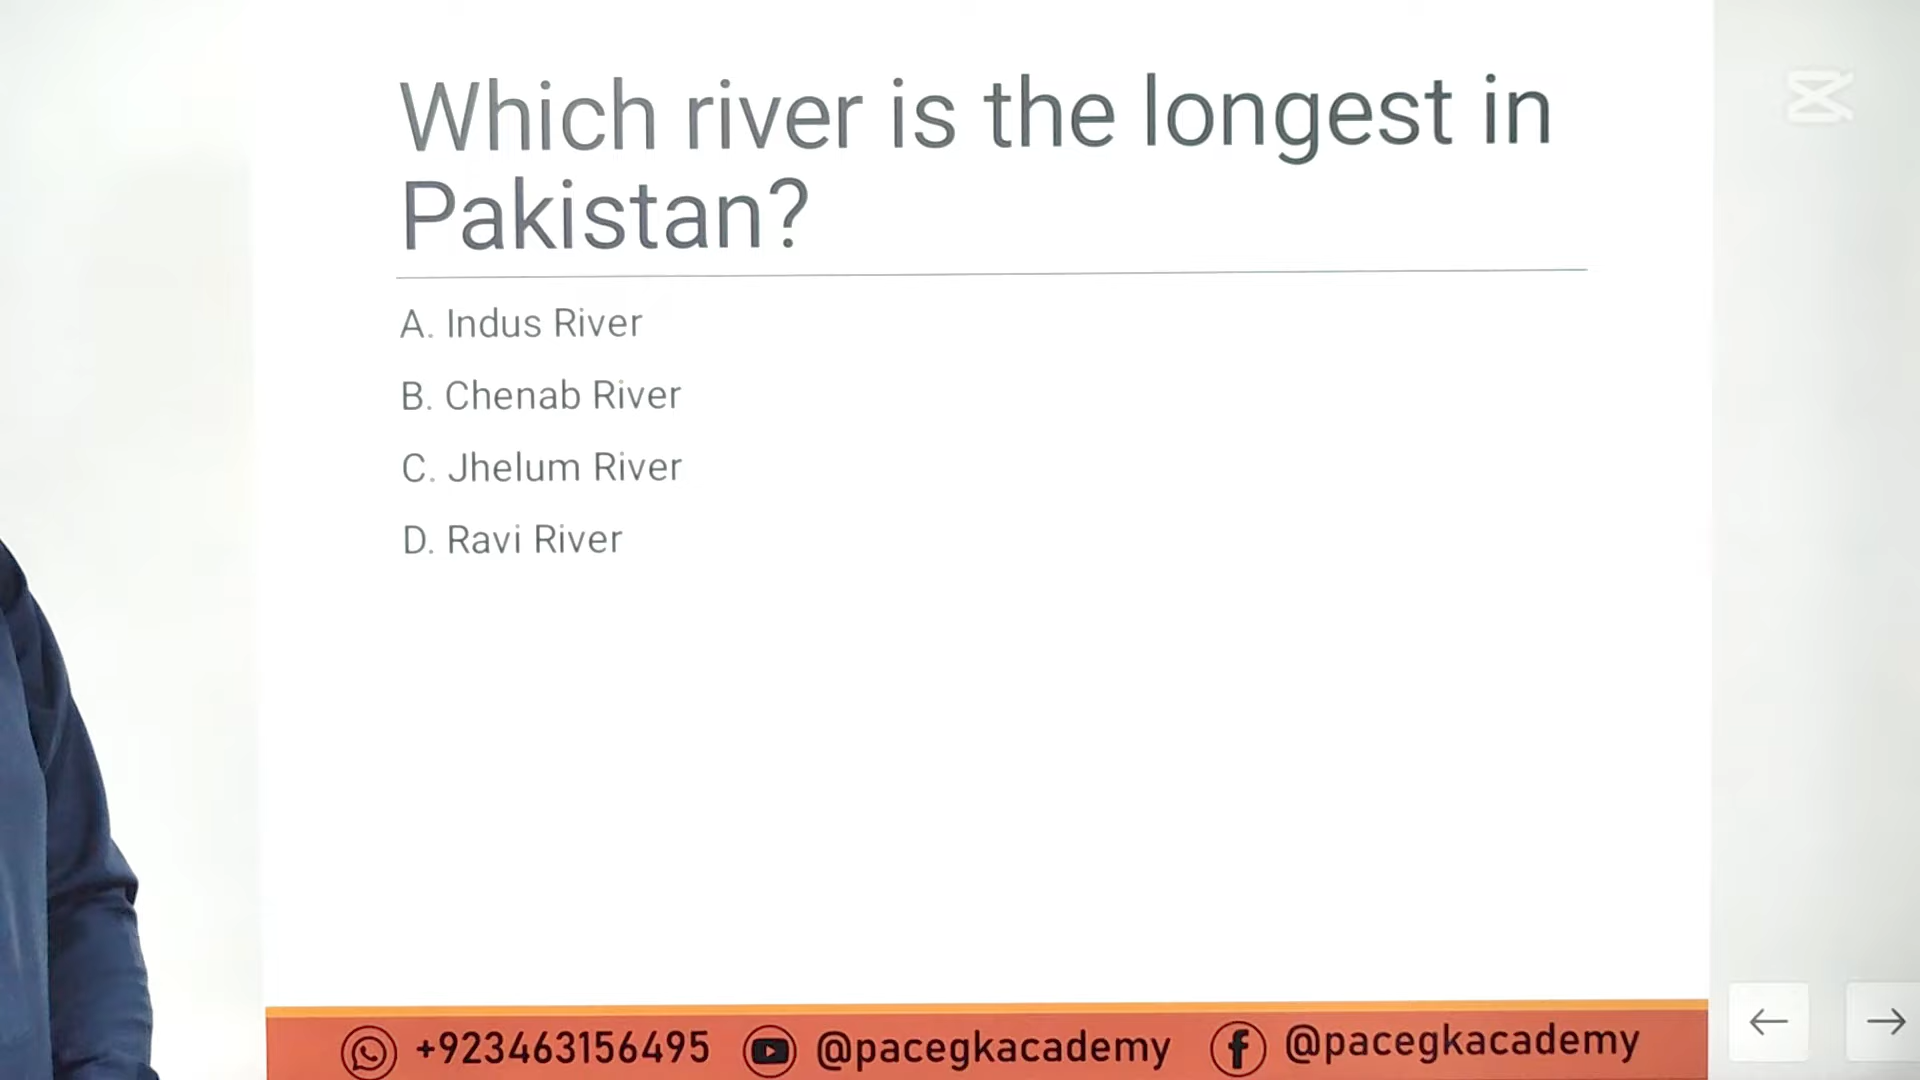 Which river is the longest in
Pakistan?
A. Indus River
B. Chenab River
C. Jhelum River
D. Ravi River
+923463156495 @pacegkacademy @pacegkacademy